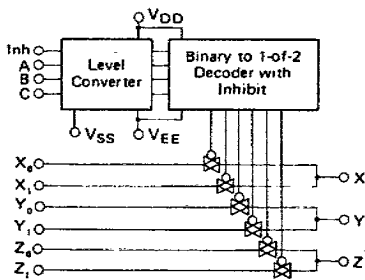 VDD
Inh
A
B
C
Level
Converter
Binary to 1-of-2
Decoder with
Inhibit
VSS
VEE
X0
X1
X
Y0
Y1
Y
Z0
Z1
Z